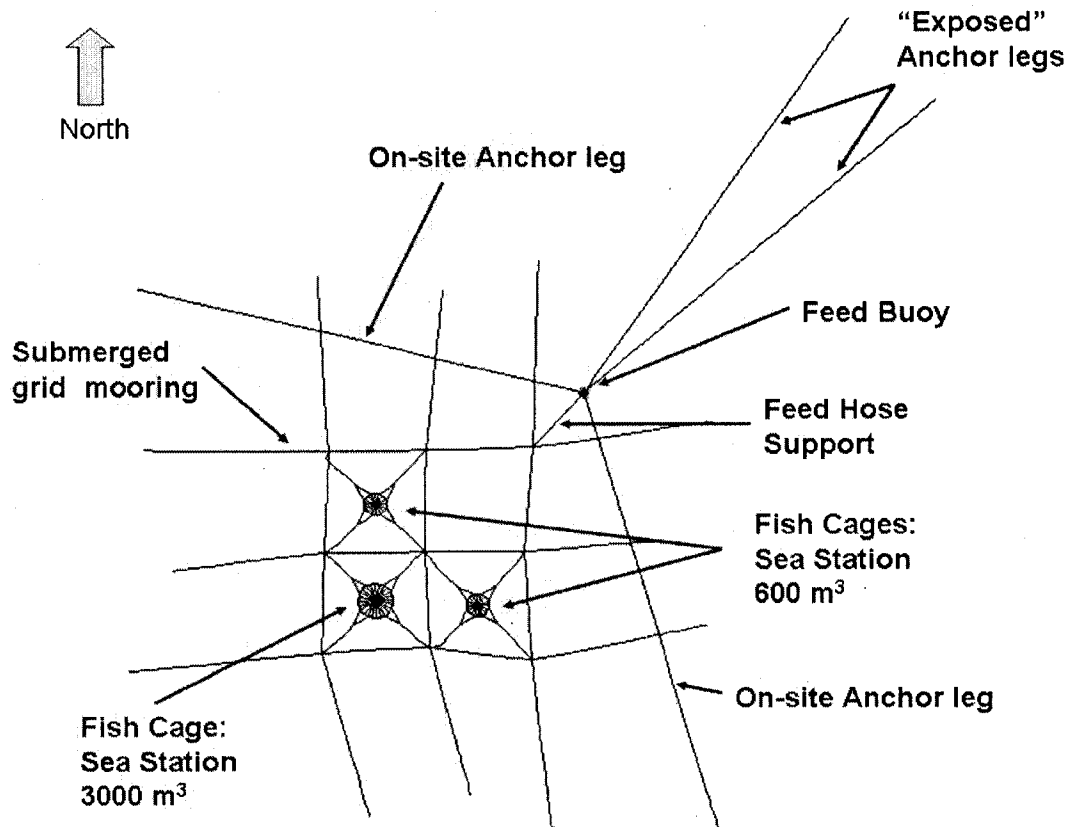 “Exposed”
Anchor legs
North
On-site Anchor leg
Feed Buoy
Submerged
grid mooring
Feed Hose
Support
Fish Cages:
Sea Station
600 m³
On-site Anchor leg
Fish Cage:
Sea Station
3000 m³